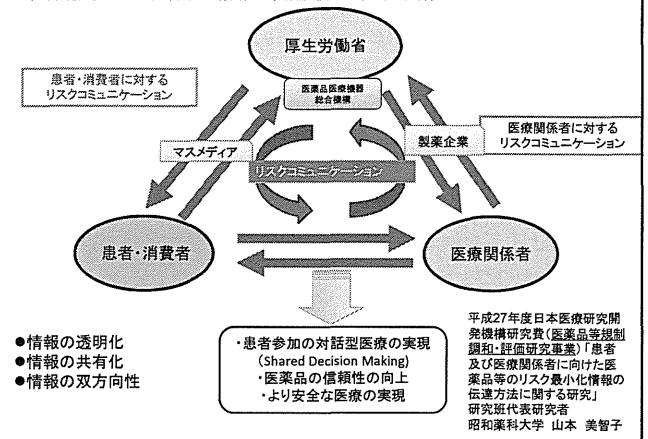 厚生労働省
医薬品医療機器
総合機構
患者・消費者に対する
リスクコミュニケーション
医療関係者に対する
リスクコミュニケーション
マスメディア
製薬企業
リスクコミュニケーション
患者・消費者
医療関係者
●情報の透明化
●情報の共有化
●情報の双方向性
・患者参加の対話型医療の実現
(Shared Decision Making)
・医薬品の信頼性の向上
・より安全な医療の実現
平成27年度日本医療研究開
発機構研究費(医薬品等規制
調和・評価研究事業)「患者
及び医療関係者に向けた医
薬品等のリスク最小化情報の
伝達方法に関する研究」
研究班代表研究者
昭和薬科大学 山本 美智子